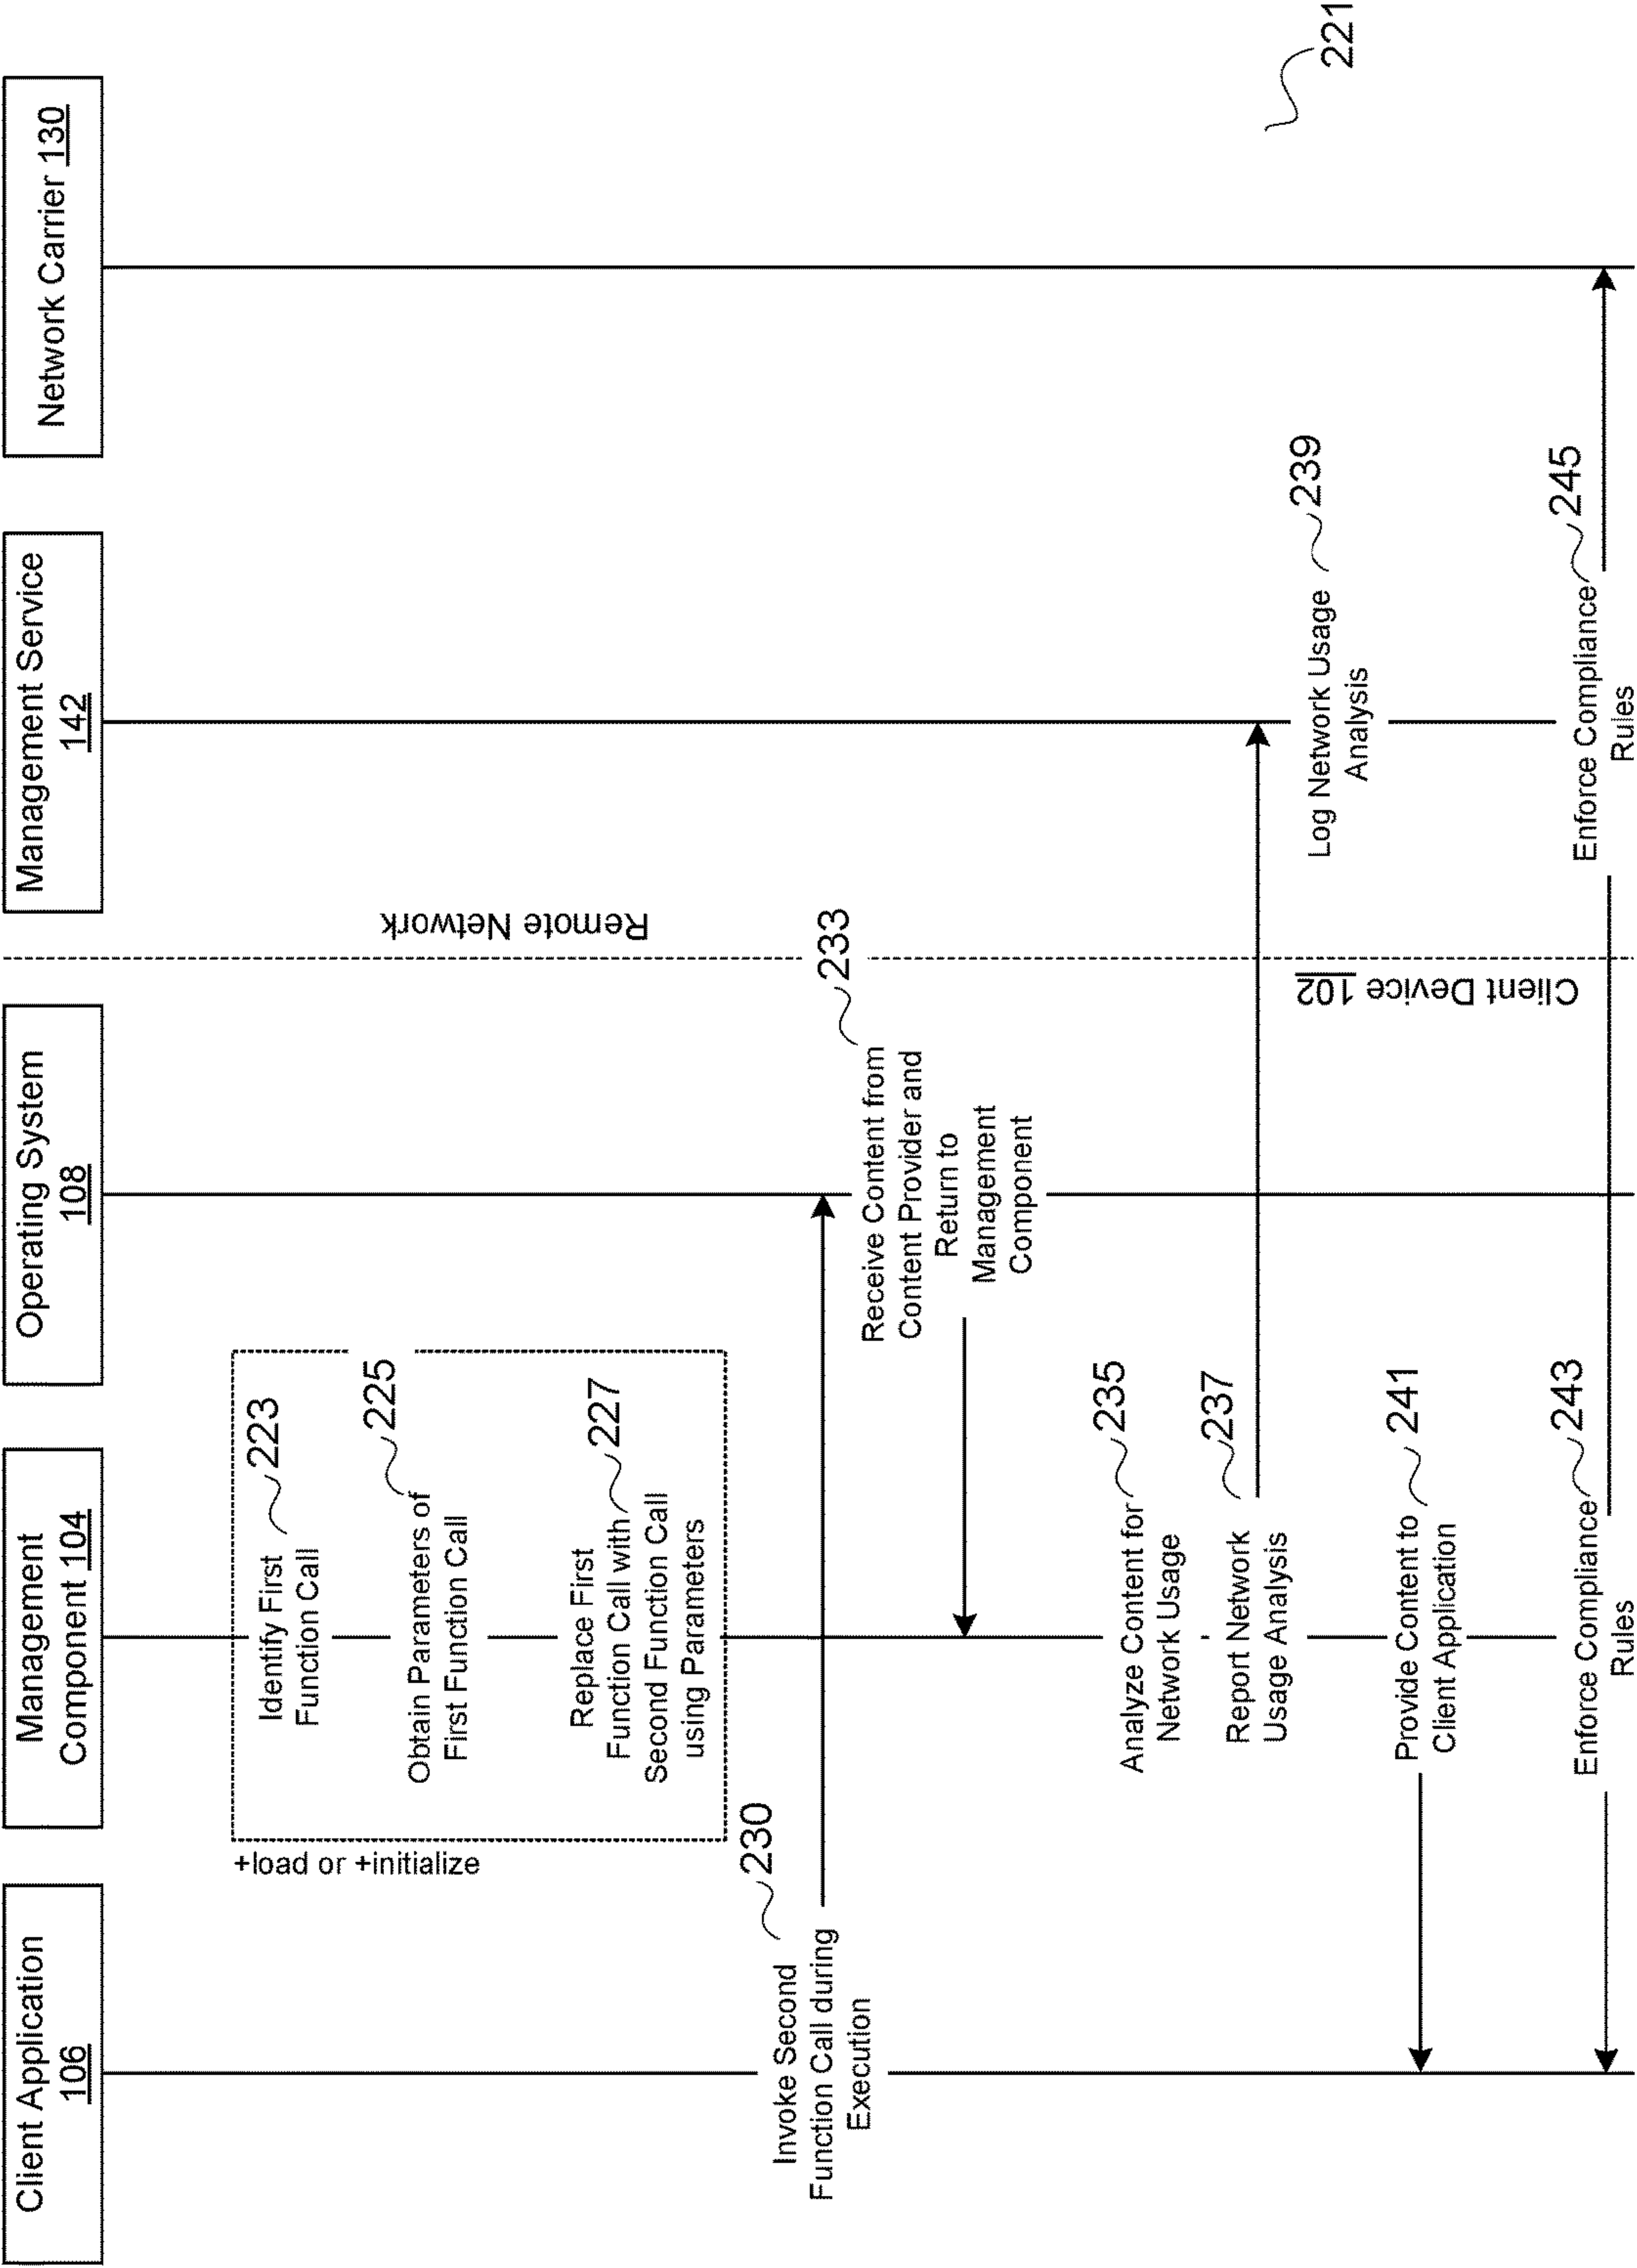 Client Application
106
Management
Component 104
Operating System
108
Management Service
142
Network Carrier 130
+load or +initialize
Identify First
Function Call
223
Obtain Parameters of
First Function Call
225
Replace First
Function Call with
Second Function Call
using Parameters
227
Remote Network
Invoke Second
Function Call during
Execution
230
Receive Content from
Content Provider and
Return to
Management
Component
233
Analyze Content for
Network Usage
235
Report Network
Usage Analysis
237
Client Device 102
Log Network Usage
Analysis
239
Provide Content to
Client Application
241
Enforce Compliance
Rules
243
Enforce Compliance
Rules
245
221